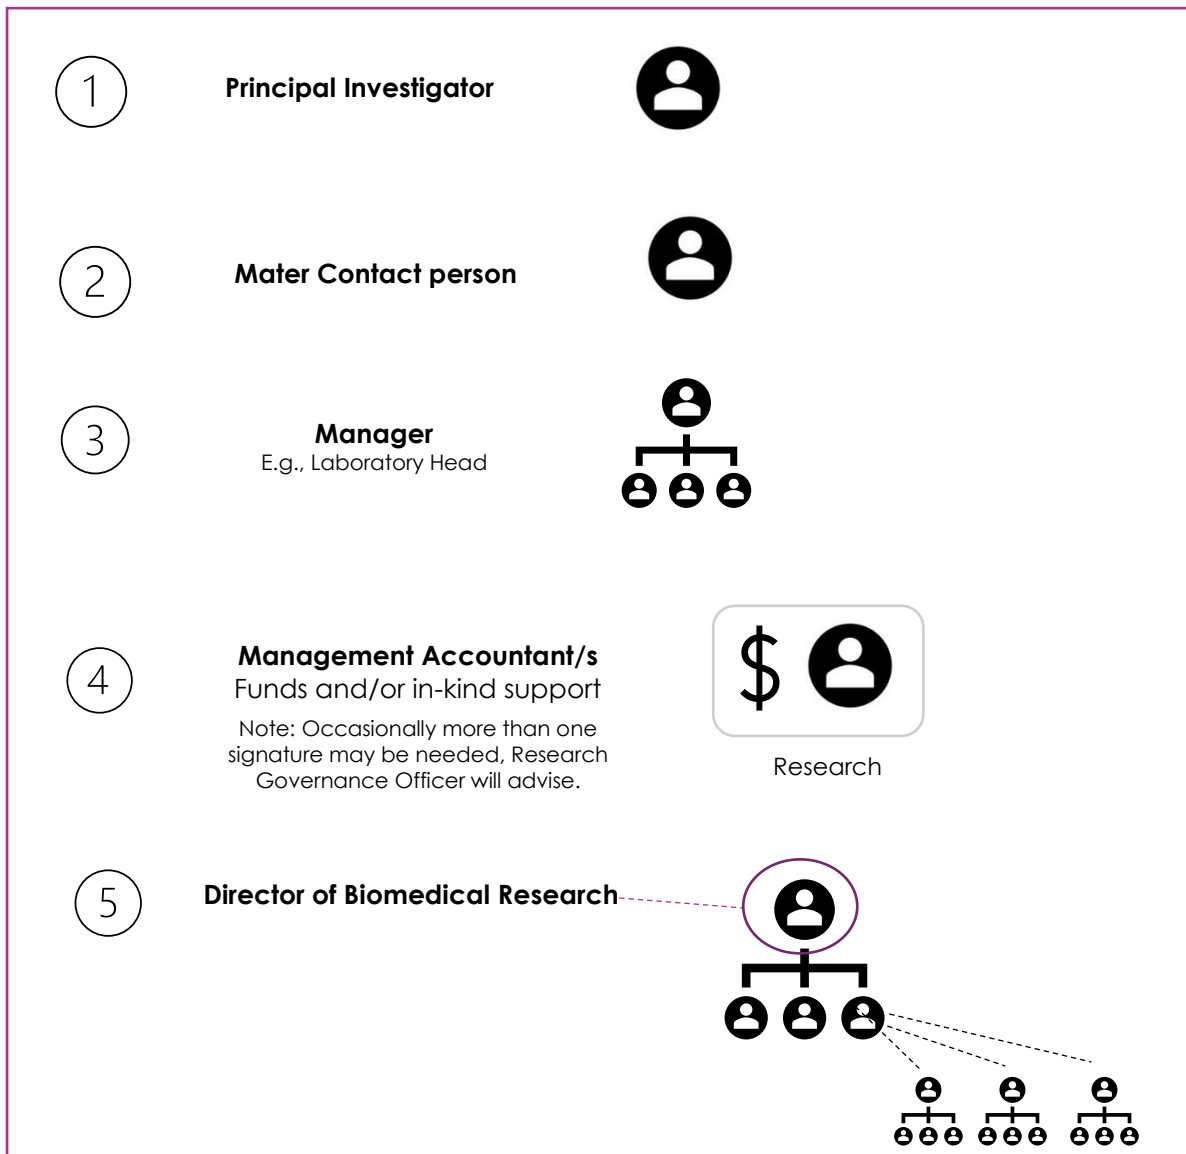 1
Principal Investigator
2
Mater Contact person
3
Manager
E.g., Laboratory Head
4
Management Accountant/s
Funds and/or in-kind support
Note: Occasionally more than one
signature may be needed, Research
Governance Officer will advise.
$
Research
5
Director of Biomedical Research